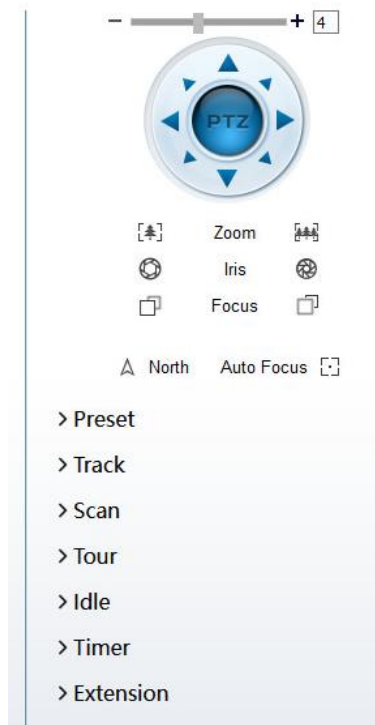 − + 4
PTZ
Zoom
Iris
Focus
North Auto Focus
> Preset
> Track
> Scan
> Tour
> Idle
> Timer
> Extension